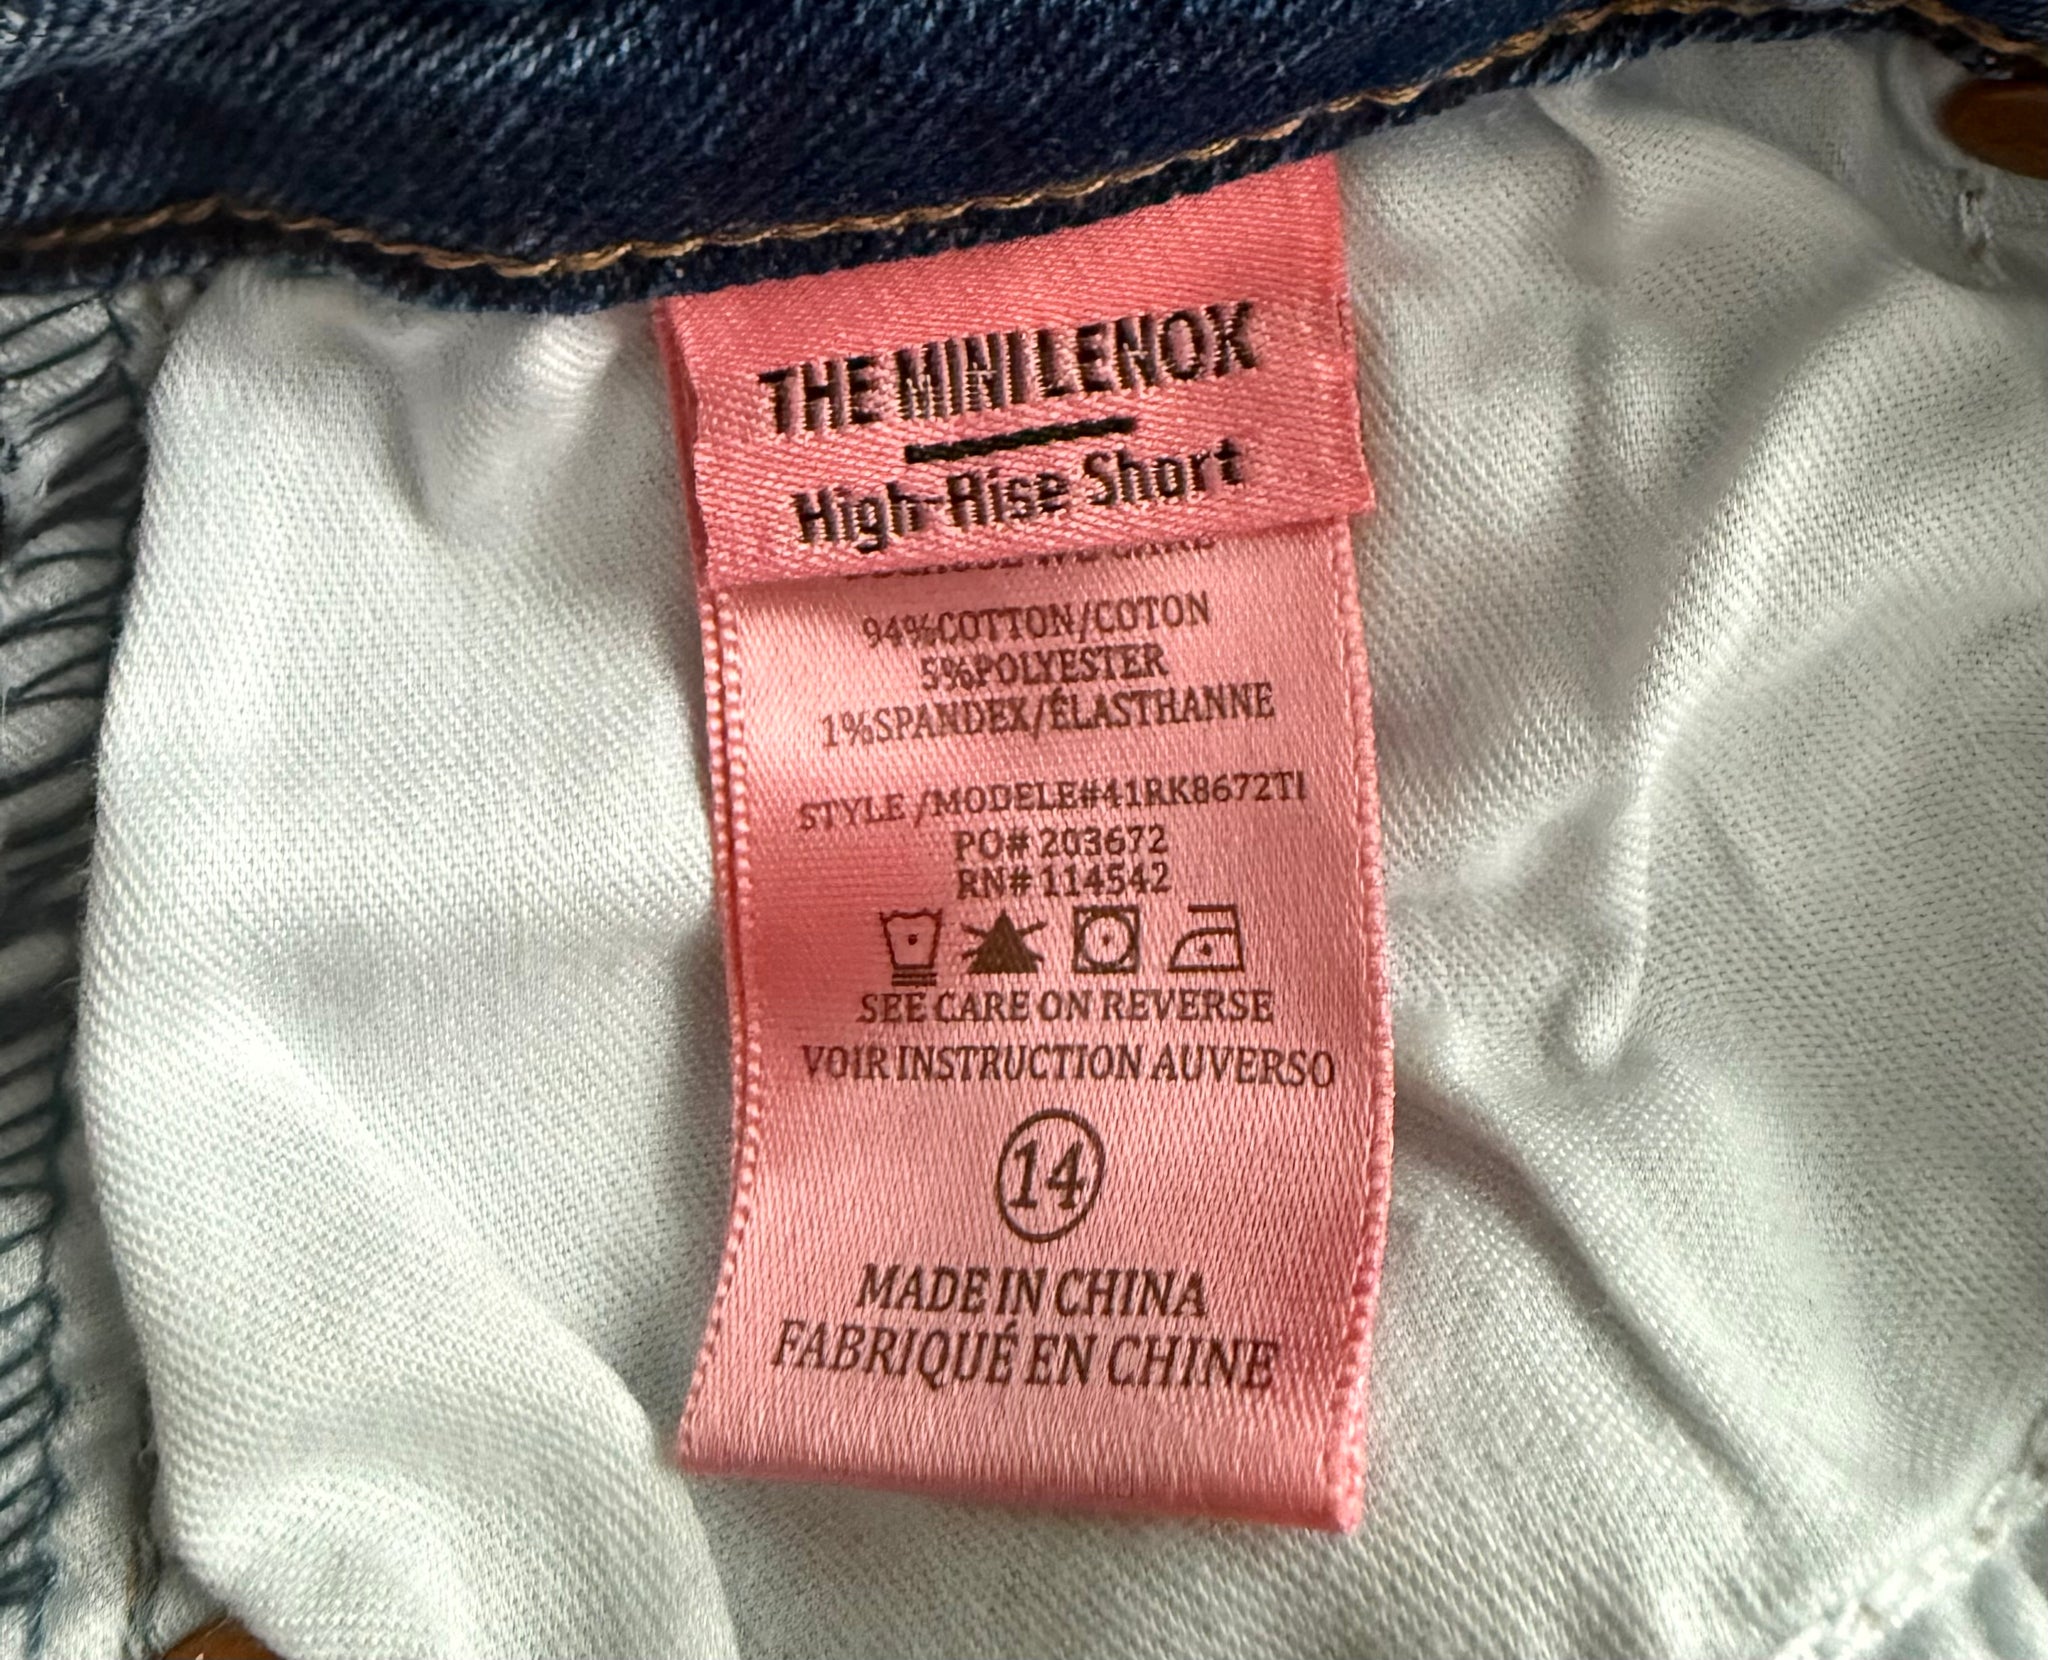 THE MINI LENOX
High-Rise Short
94%COTTON/COTON
5%POLYESTER
1%SPANDEX/ÉLASTHANNE
STYLE /MODELE#41RK8672TI
PO# 203672
RN# 114542
SEE CARE ON REVERSE
VOIR INSTRUCTION AUVERSO
14
MADE IN CHINA
FABRIQUÉ EN CHINE